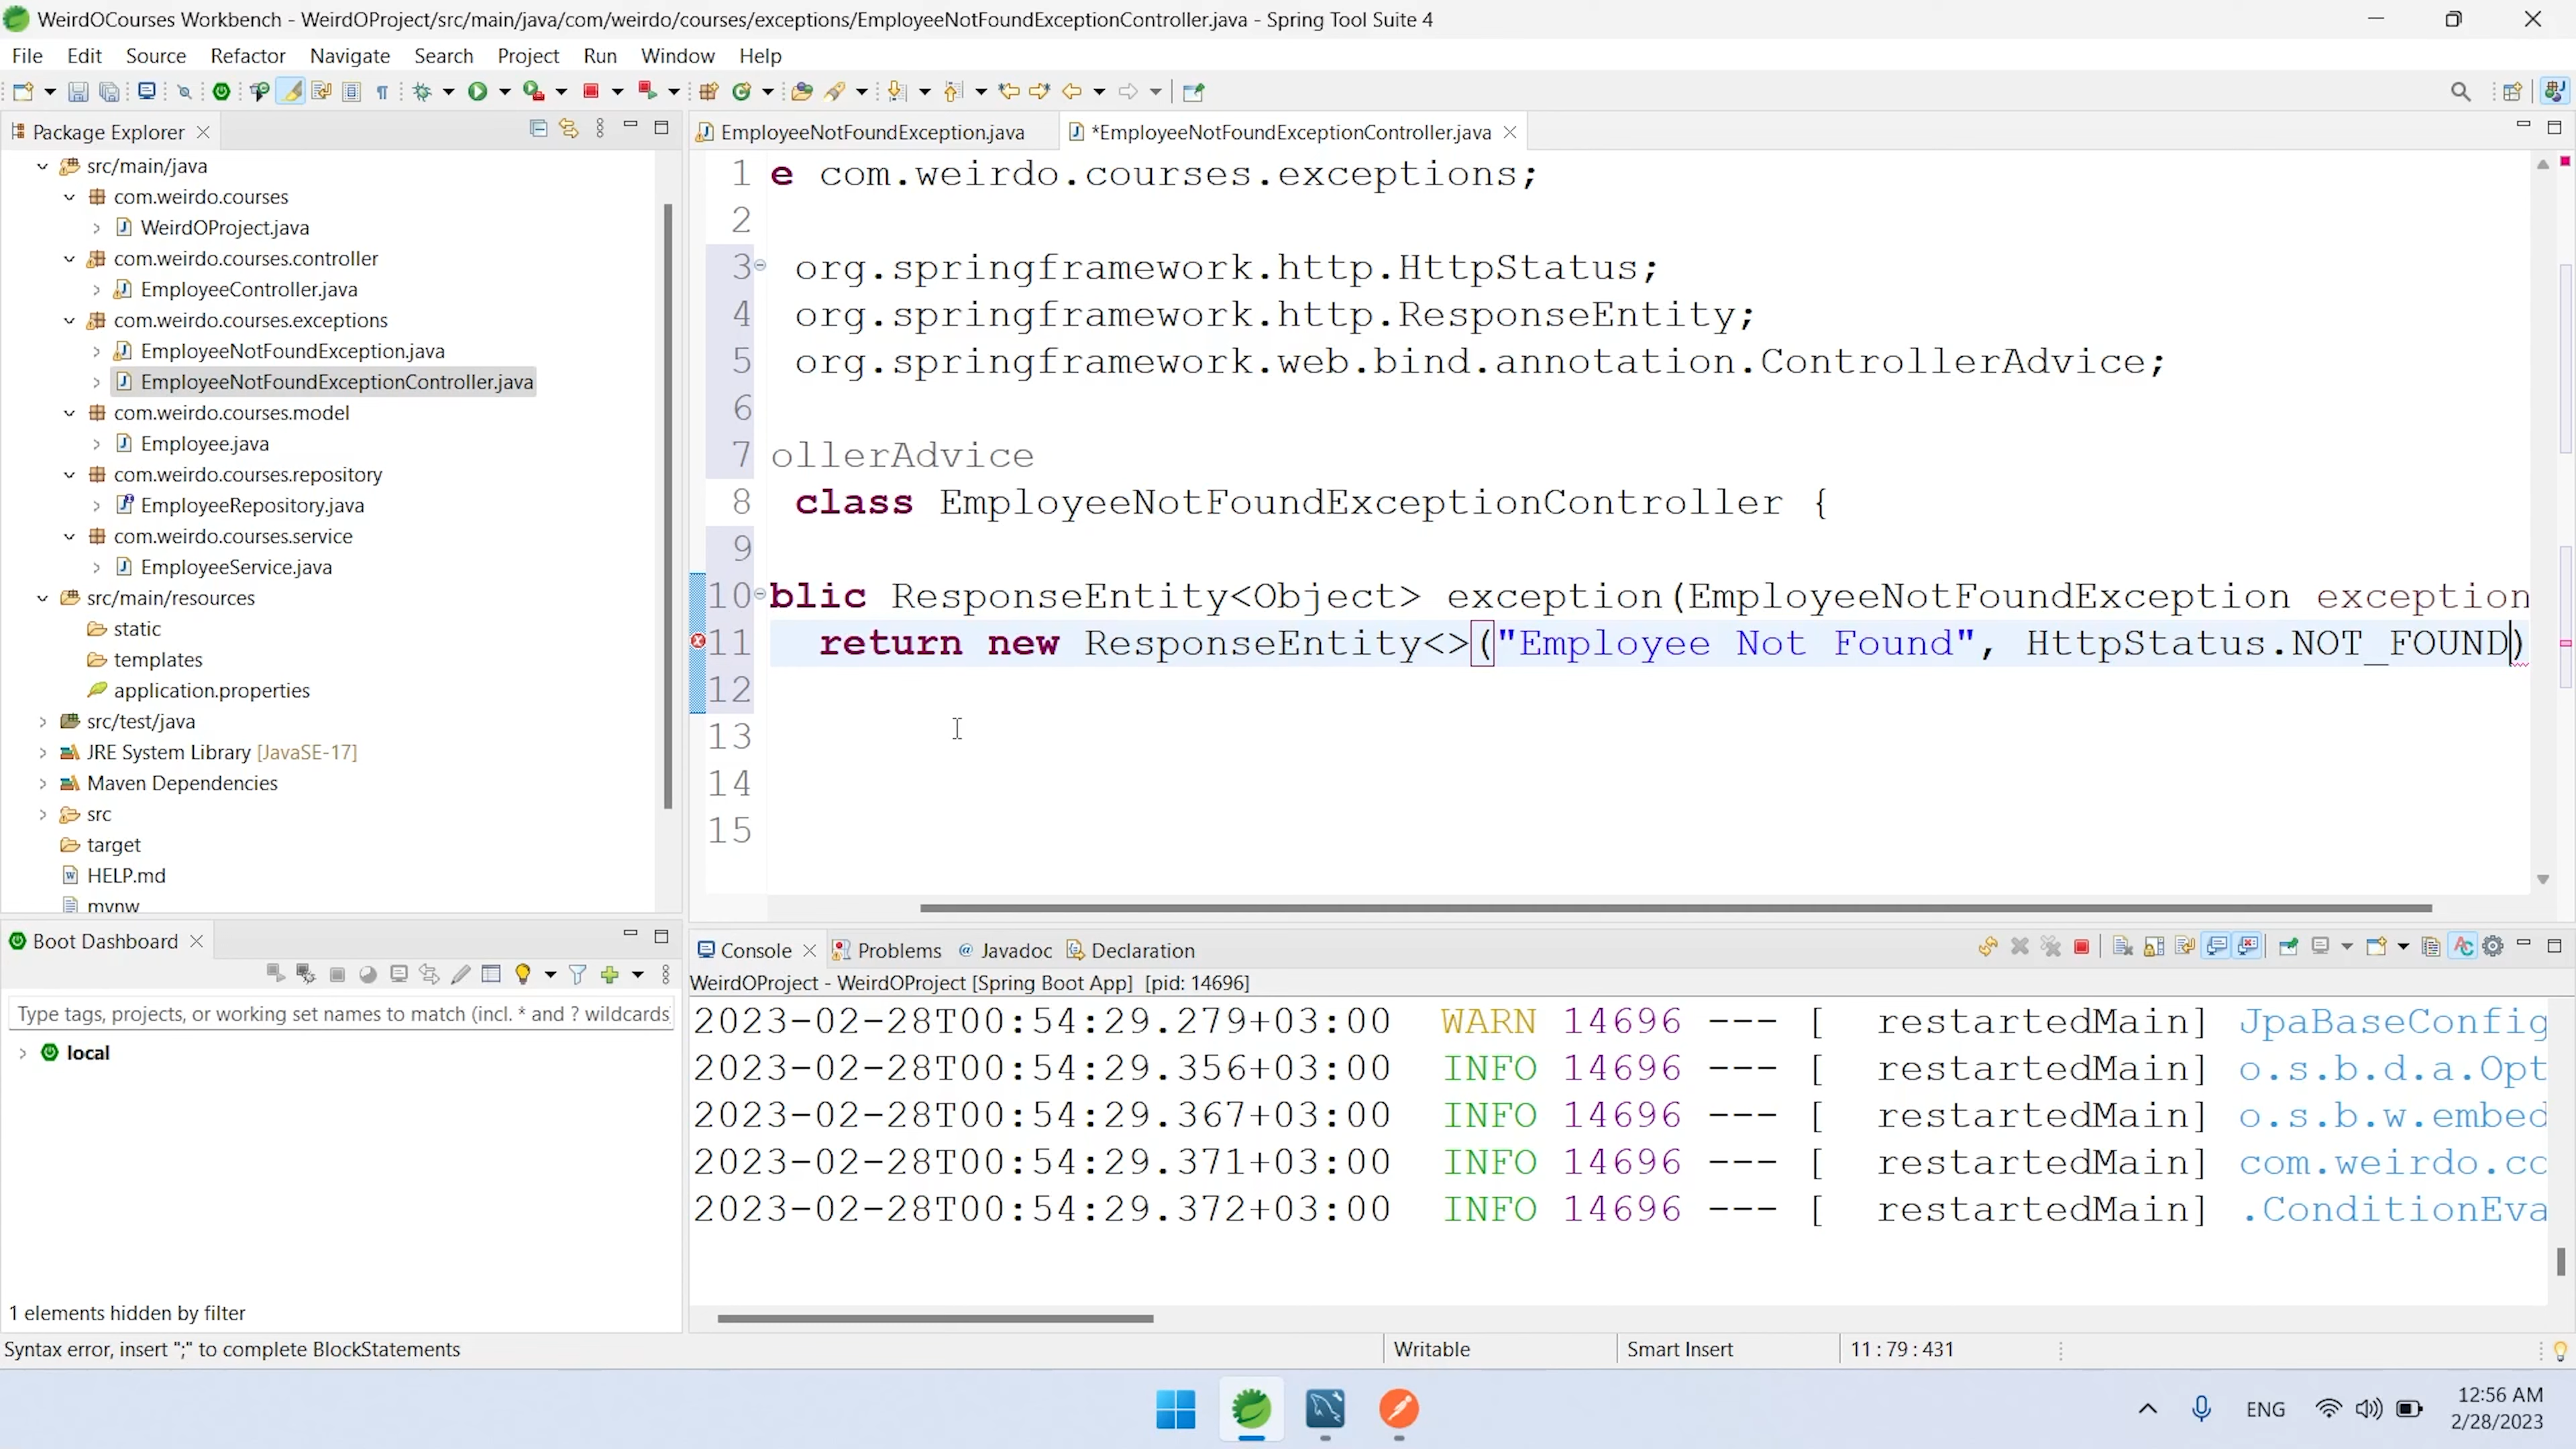 WeirdOCourses Workbench - WeirdOProject/src/main/java/com/weirdo/courses/exceptions/EmployeeNotFoundExceptionController.java - Spring Tool Suite 4
File Edit Source Refactor Navigate Search Project Run Window Help
Package Explorer
src/main/java
com.weirdo.courses
WeirdOProject.java
com.weirdo.courses.controller
EmployeeController.java
com.weirdo.courses.exceptions
EmployeeNotFoundException.java
EmployeeNotFoundExceptionController.java
com.weirdo.courses.model
Employee.java
com.weirdo.courses.repository
EmployeeRepository.java
com.weirdo.courses.service
EmployeeService.java
src/main/resources
static
templates
application.properties
src/test/java
JRE System Library [JavaSE-17]
Maven Dependencies
src
target
HELP.md
mvnw
EmployeeNotFoundException.java *EmployeeNotFoundExceptionController.java
1 e com.weirdo.courses.exceptions;
2
3 org.springframework.http.HttpStatus;
4 org.springframework.http.ResponseEntity;
5 org.springframework.web.bind.annotation.ControllerAdvice;
6
7 ollerAdvice
8 class EmployeeNotFoundExceptionController {
9
10 blic ResponseEntity<Object> exception(EmployeeNotFoundException exception
11 return new ResponseEntity<>("Employee Not Found", HttpStatus.NOT_FOUND)
12
13
14
15
Boot Dashboard
Type tags, projects, or working set names to match (incl. * and ? wildcards
local
1 elements hidden by filter
Console Problems Javadoc Declaration
WeirdOProject - WeirdOProject [Spring Boot App] [pid: 14696]
2023-02-28T00:54:29.279+03:00 WARN 14696 --- [ restartedMain] JpaBaseConfig
2023-02-28T00:54:29.356+03:00 INFO 14696 --- [ restartedMain] o.s.b.d.a.Opt
2023-02-28T00:54:29.367+03:00 INFO 14696 --- [ restartedMain] o.s.b.w.embed
2023-02-28T00:54:29.371+03:00 INFO 14696 --- [ restartedMain] com.weirdo.co
2023-02-28T00:54:29.372+03:00 INFO 14696 --- [ restartedMain] .ConditionEva
Syntax error, insert ";" to complete BlockStatements
Writable
Smart Insert
11 : 79 : 431
ENG
12:56 AM
2/28/2023